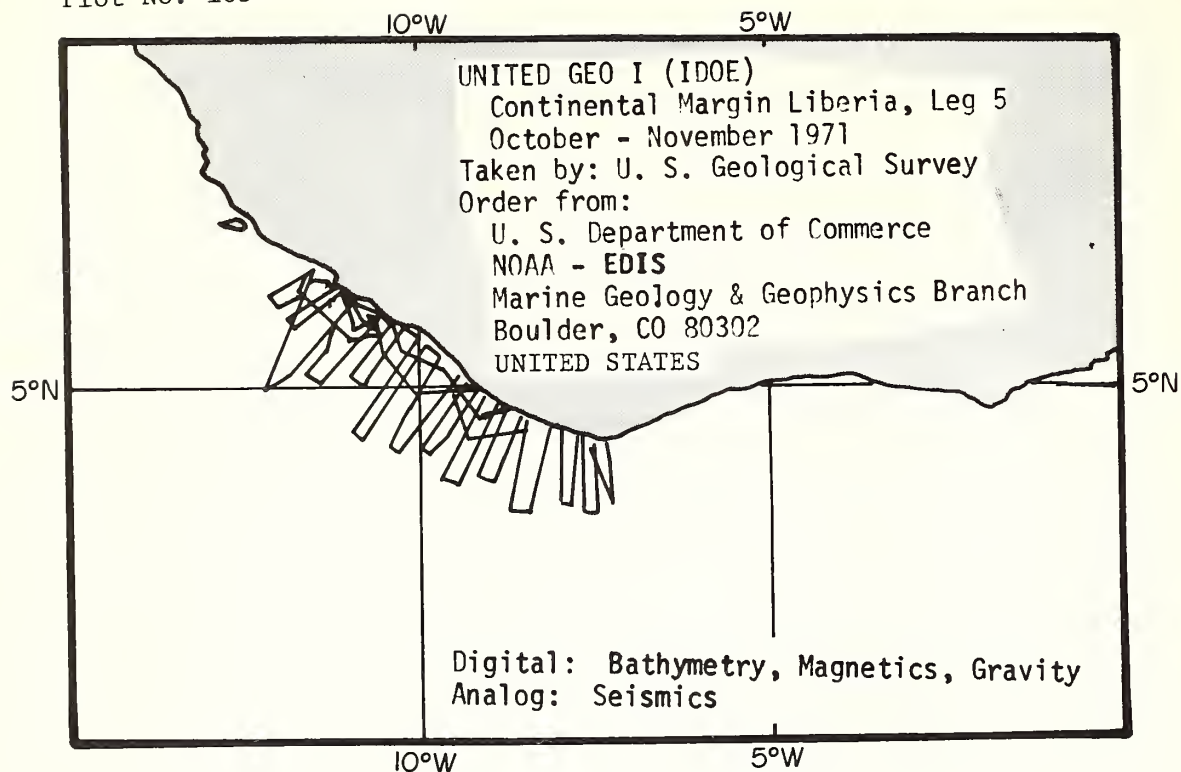 10°W 5°W
UNITED GEO I (IDOE)
Continental Margin Liberia, Leg 5
October - November 1971
Taken by: U. S. Geological Survey
Order from:
U. S. Department of Commerce
NOAA - EDIS
Marine Geology & Geophysics Branch
Boulder, CO 80302
UNITED STATES
5°N 5°N
Digital: Bathymetry, Magnetics, Gravity
Analog: Seismics
10°W 5°W